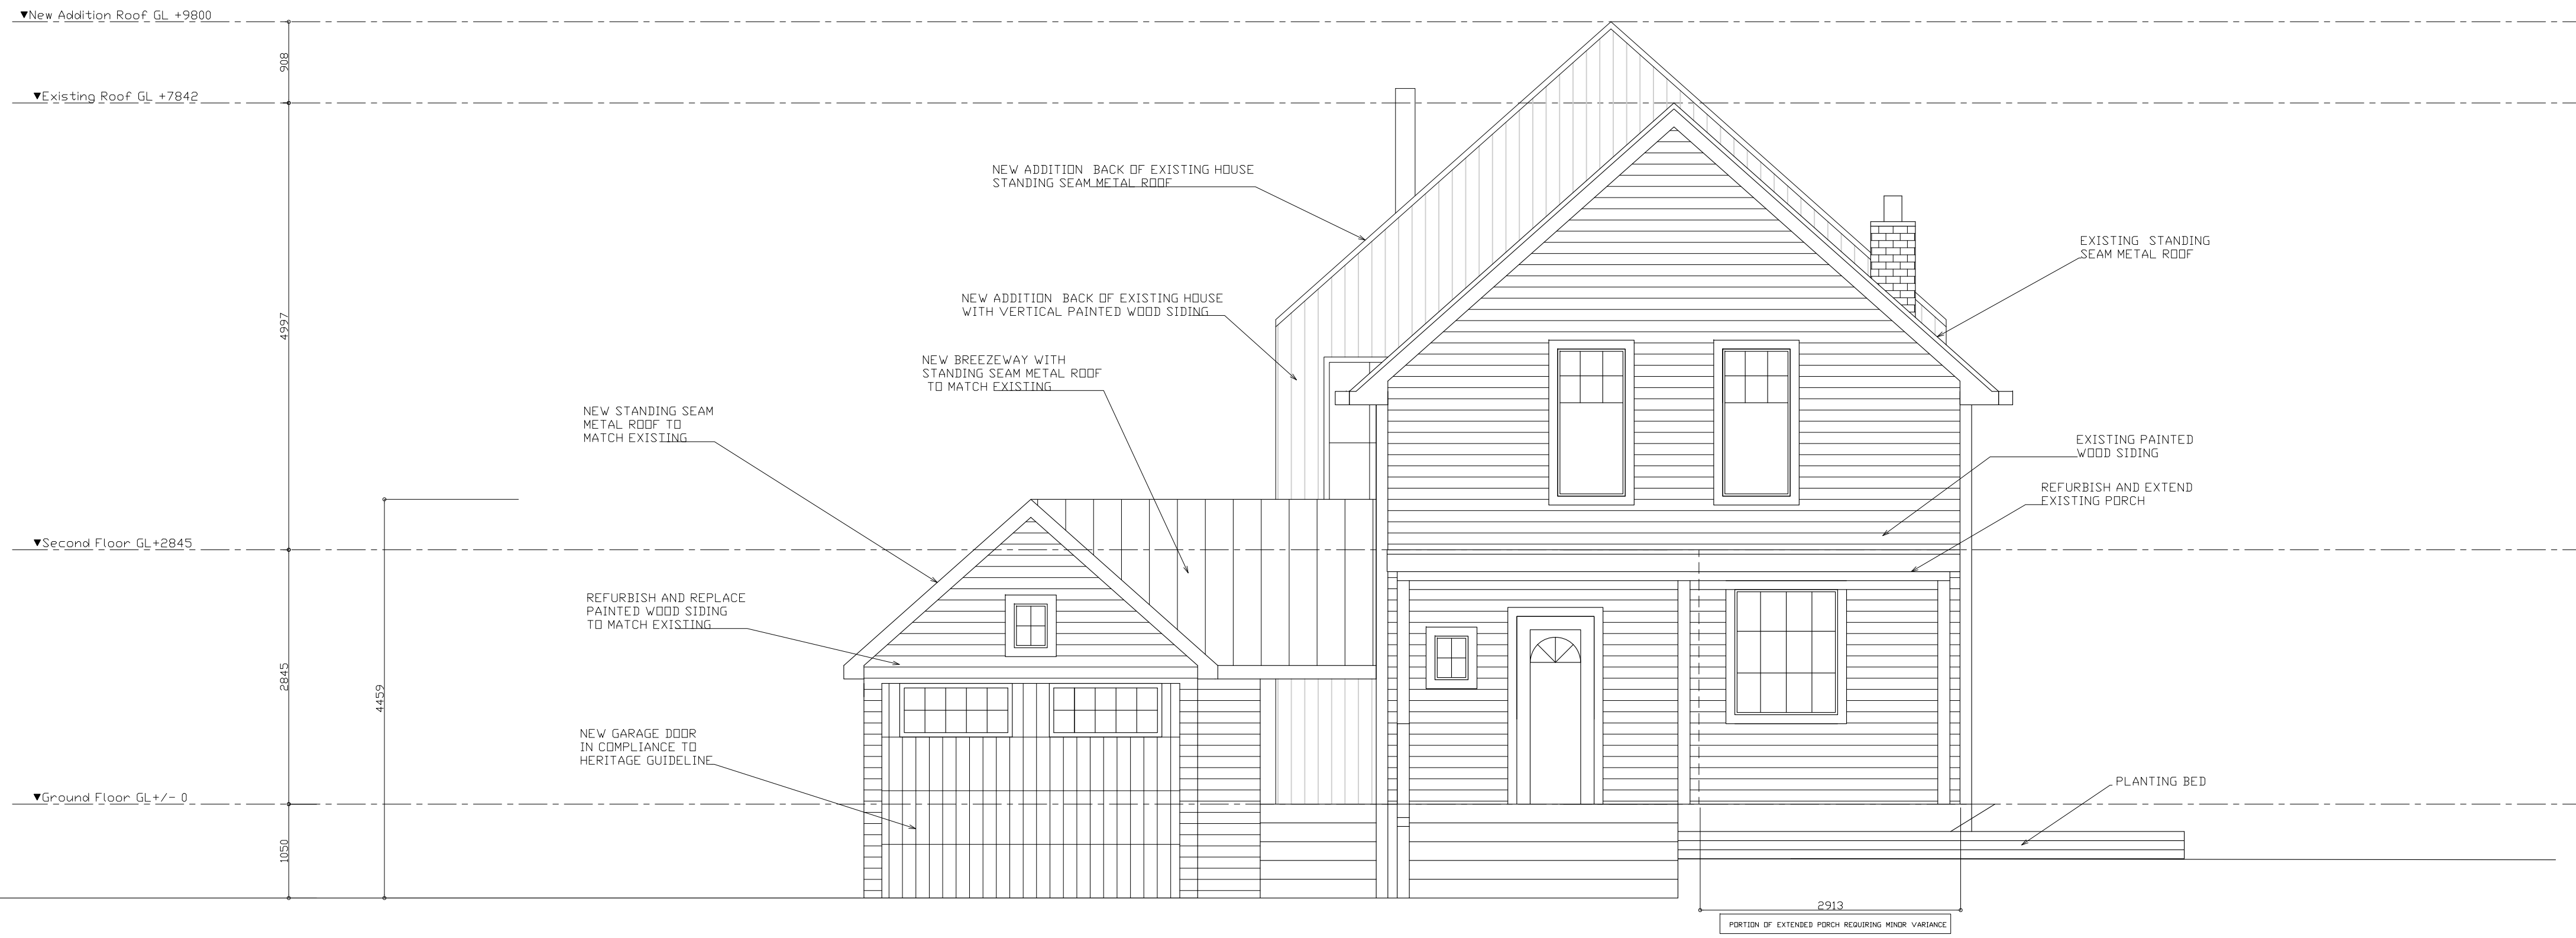 ▼New Addition Roof GL +9800
908
▼Existing Roof GL +7842
NEW ADDITION BACK OF EXISTING HOUSE
STANDING SEAM METAL ROOF
EXISTING STANDING
SEAM METAL ROOF
NEW ADDITION BACK OF EXISTING HOUSE
WITH VERTICAL PAINTED WOOD SIDING
4997
NEW BREEZEWAY WITH
STANDING SEAM METAL ROOF
TO MATCH EXISTING
NEW STANDING SEAM
METAL ROOF TO
MATCH EXISTING
EXISTING PAINTED
WOOD SIDING
REFURBISH AND EXTEND
EXISTING PORCH
▼Second Floor GL+2845
REFURBISH AND REPLACE
PAINTED WOOD SIDING
TO MATCH EXISTING
2845
4459
NEW GARAGE DOOR
IN COMPLIANCE TO
HERITAGE GUIDELINE
PLANTING BED
▼Ground Floor GL+/- 0
1050
2913
PORTION OF EXTENDED PORCH REQUIRING MINOR VARIANCE